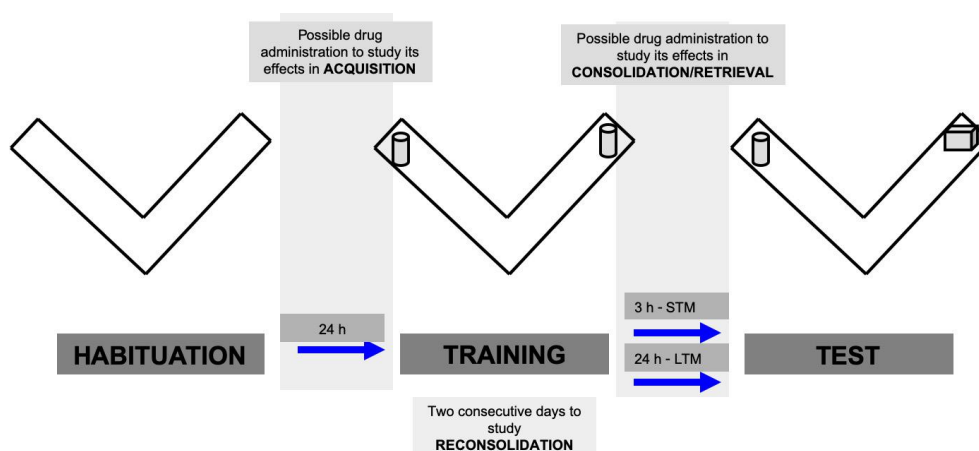 Possible drug
administration to study its
effects in ACQUISITION
Possible drug administration to
study its effects in
CONSOLIDATION/RETRIEVAL
24 h
3 h - STM
24 h - LTM
HABITUATION
TRAINING
TEST
Two consecutive days to
study
RECONSOLIDATION